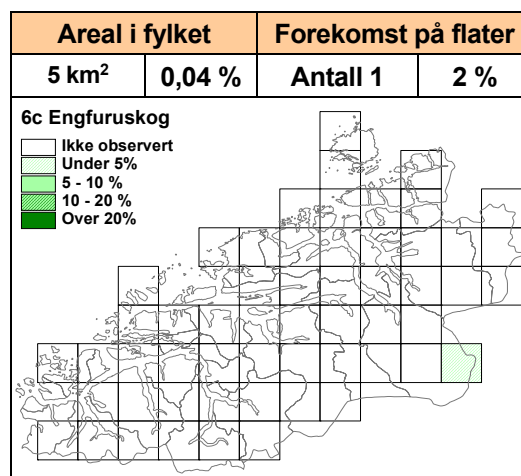 Areal i fylket Forekomst på flater
5 km² 0,04 % Antall 1 2 %
6c Engfuruskog
Ikke observert
Under 5%
5 - 10 %
10 - 20 %
Over 20%